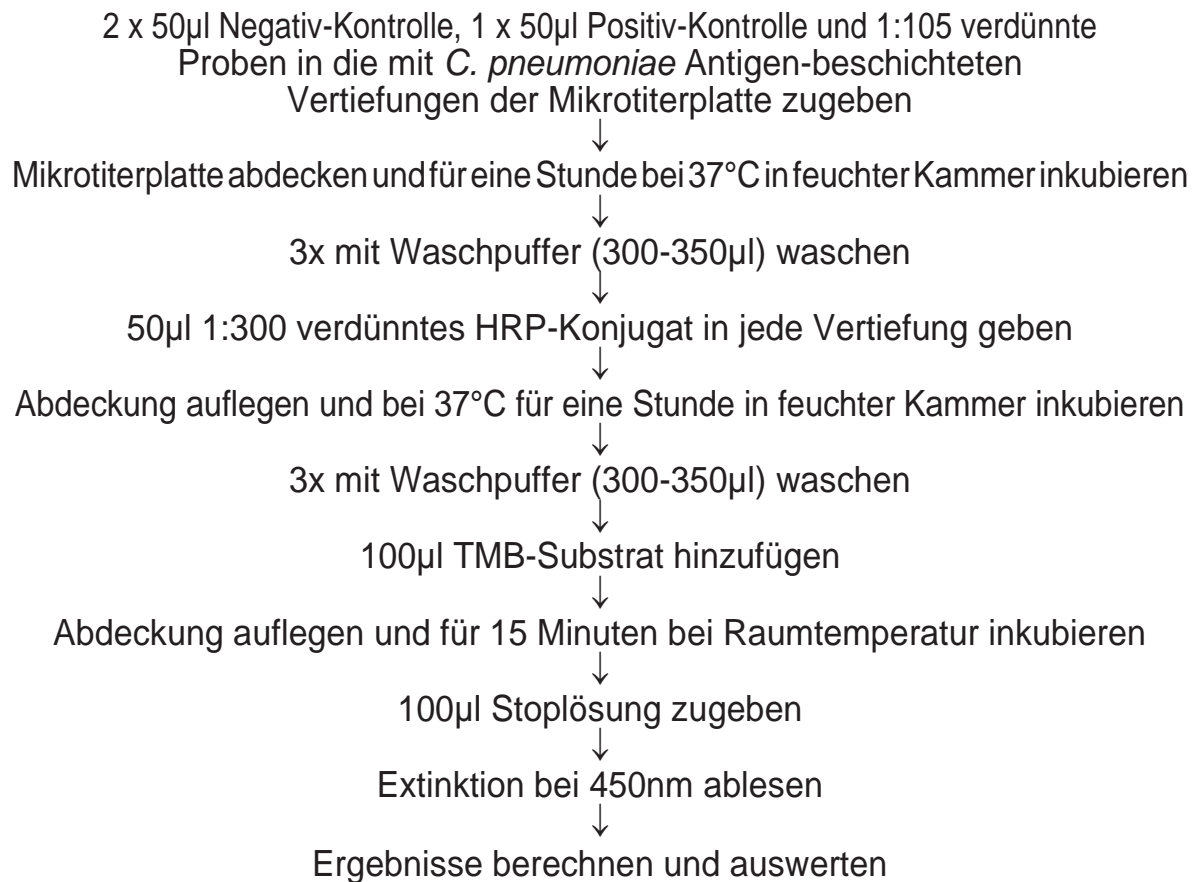 2 x 50µl Negativ-Kontrolle, 1 x 50µl Positiv-Kontrolle und 1:105 verdünnte
Proben in die mit C. pneumoniae Antigen-beschichteten
Vertiefungen der Mikrotiterplatte zugeben
↓
Mikrotiterplatte abdecken und für eine Stunde bei 37°C in feuchter Kammer inkubieren
↓
3x mit Waschpuffer (300-350µl) waschen
↓
50µl 1:300 verdünntes HRP-Konjugat in jede Vertiefung geben
↓
Abdeckung auflegen und bei 37°C für eine Stunde in feuchter Kammer inkubieren
↓
3x mit Waschpuffer (300-350µl) waschen
↓
100µl TMB-Substrat hinzufügen
↓
Abdeckung auflegen und für 15 Minuten bei Raumtemperatur inkubieren
↓
100µl Stoplösung zugeben
↓
Extinktion bei 450nm ablesen
↓
Ergebnisse berechnen und auswerten